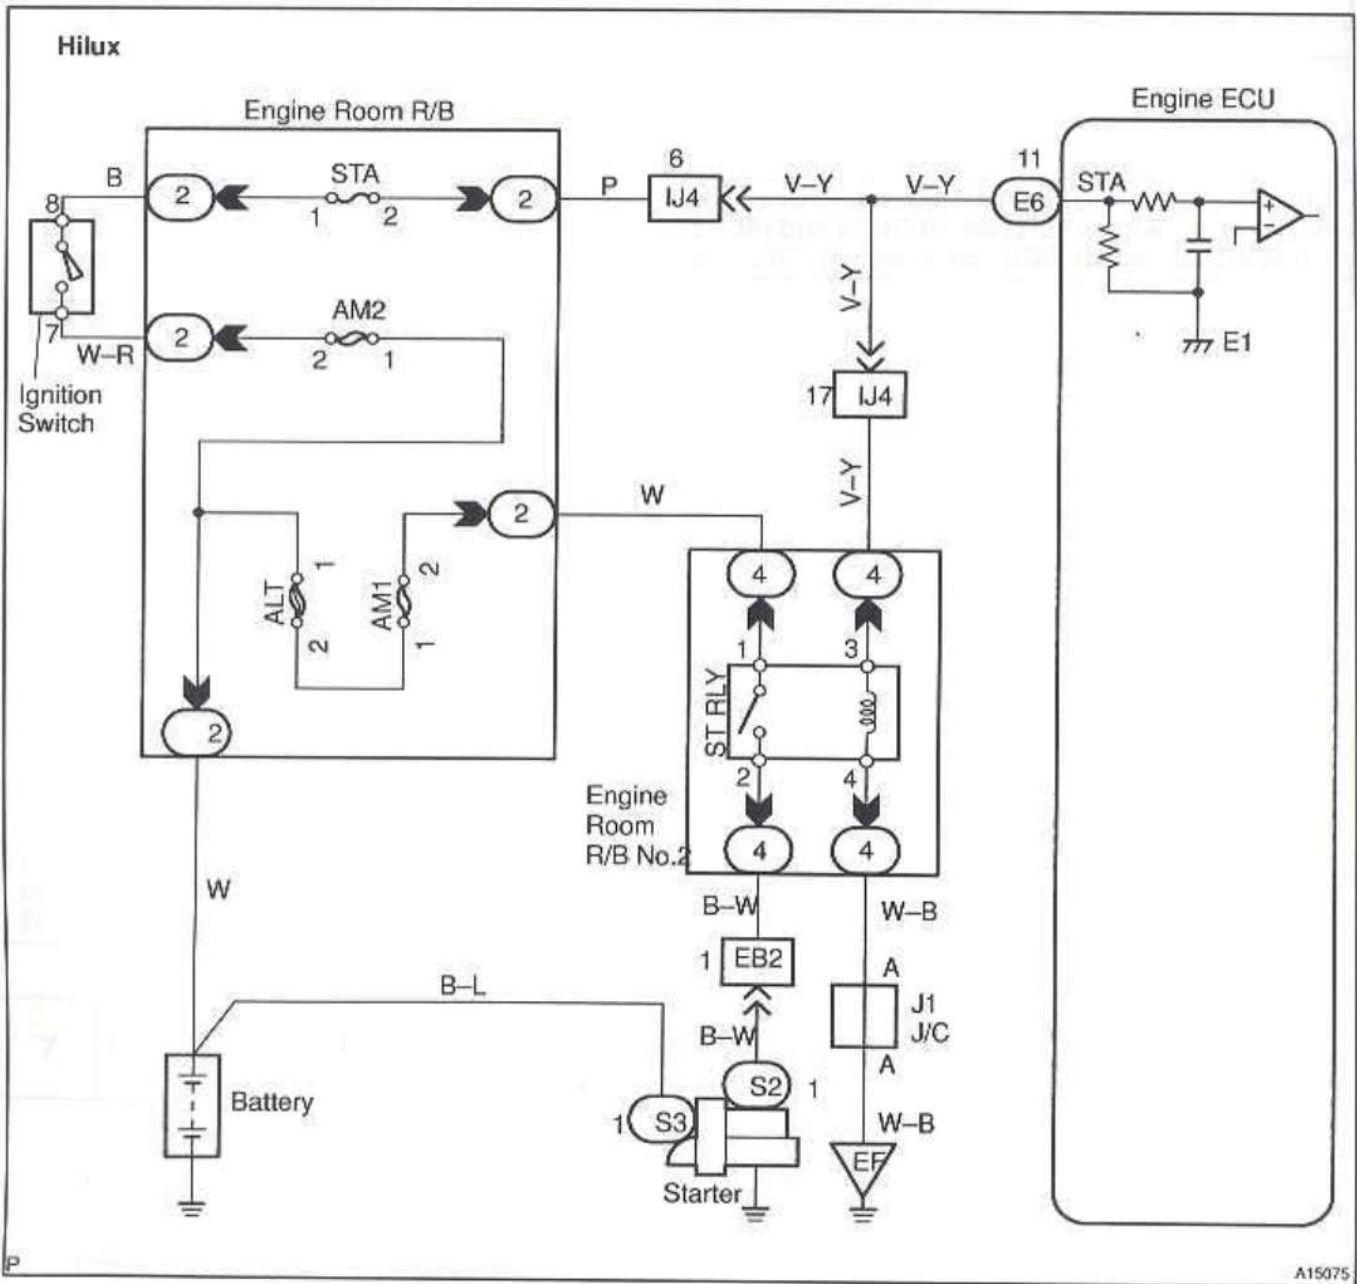 Hilux
Engine Room R/B
Engine ECU
B
2
STA
1
2
2
P
6
IJ4
V–Y
V–Y
11
E6
STA
+
–
E1
8
7
W–R
Ignition
Switch
2
AM2
2
1
V–Y
17
IJ4
V–Y
2
W
ALT
1
2
AM1
2
1
2
4
4
1
3
ST RLY
2
4
Engine
Room
R/B No.2
4
4
W
B–W
W–B
1
EB2
A
J1
J/C
A
B–L
B–W
S2
1
1
S3
W–B
EF
Battery
Starter
P
A15075